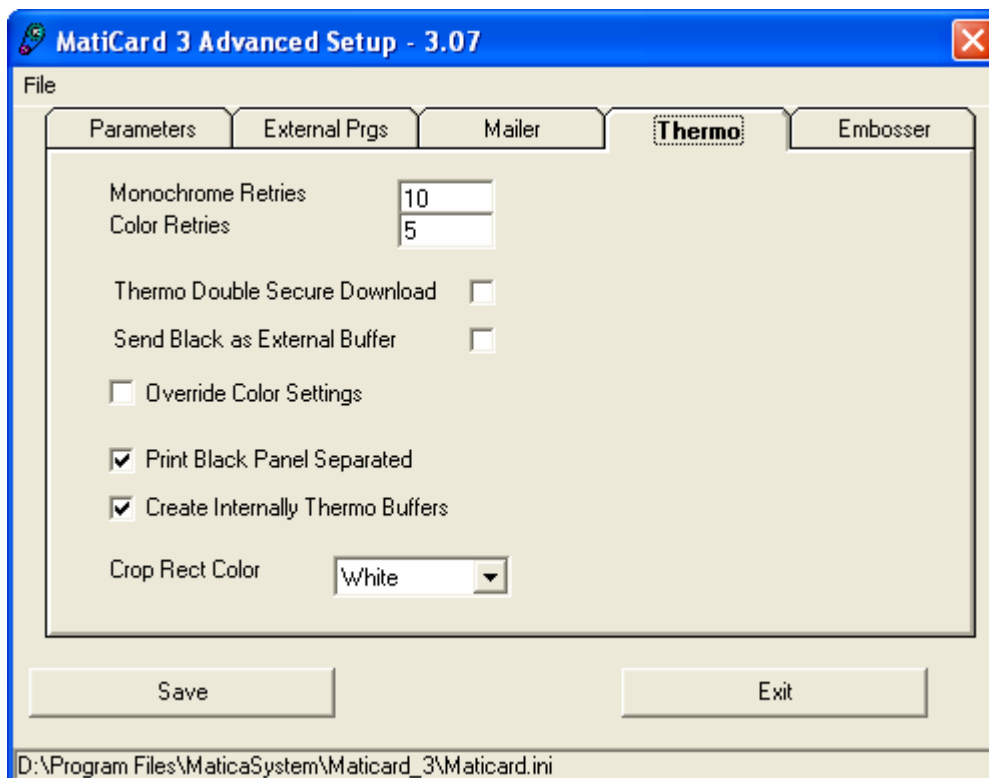 MatiCard 3 Advanced Setup - 3.07
File
Parameters External Prgs Mailer Thermo Embosser
Monochrome Retries 10
Color Retries 5
Thermo Double Secure Download
Send Black as External Buffer
Override Color Settings
Print Black Panel Separated
Create Internally Thermo Buffers
Crop Rect Color White
Save Exit
D:\Program Files\MaticaSystem\Maticard_3\Maticard.ini